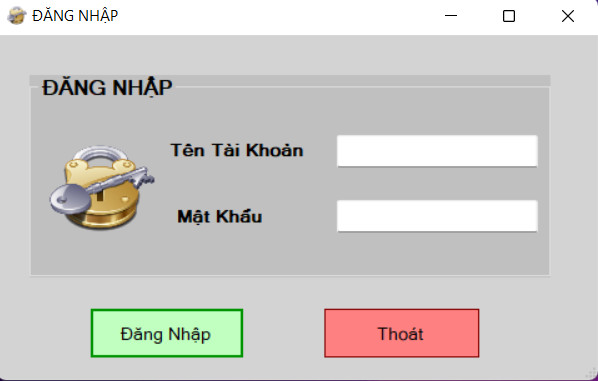 ĐĂNG NHẬP
ĐĂNG NHẬP
Tên Tài Khoản
Mật Khẩu
Đăng Nhập
Thoát